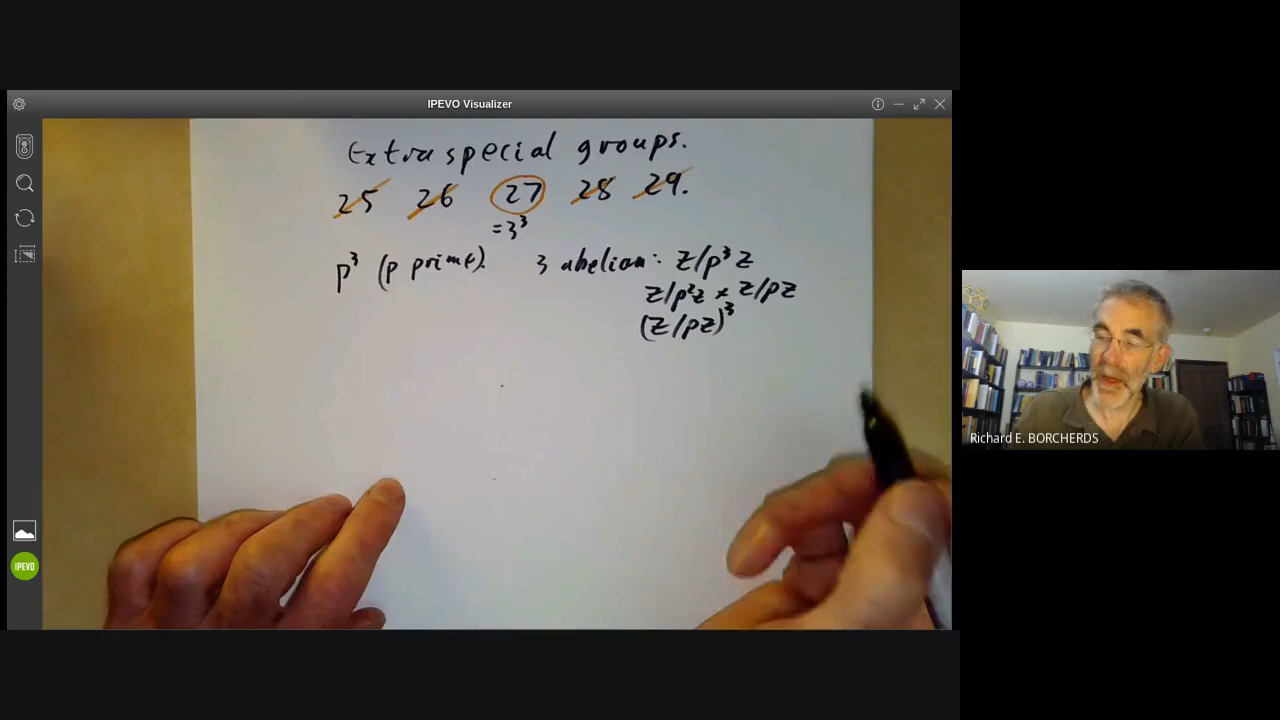 IPEVO Visualizer
Extraspecial groups.
25 26 27 28 29.
= 3³
p³ (p prime). 3 abelian: Z/p³Z
Z/p²Z × Z/pZ
(Z/pZ)³
Richard E. BORCHERDS
IPEVO